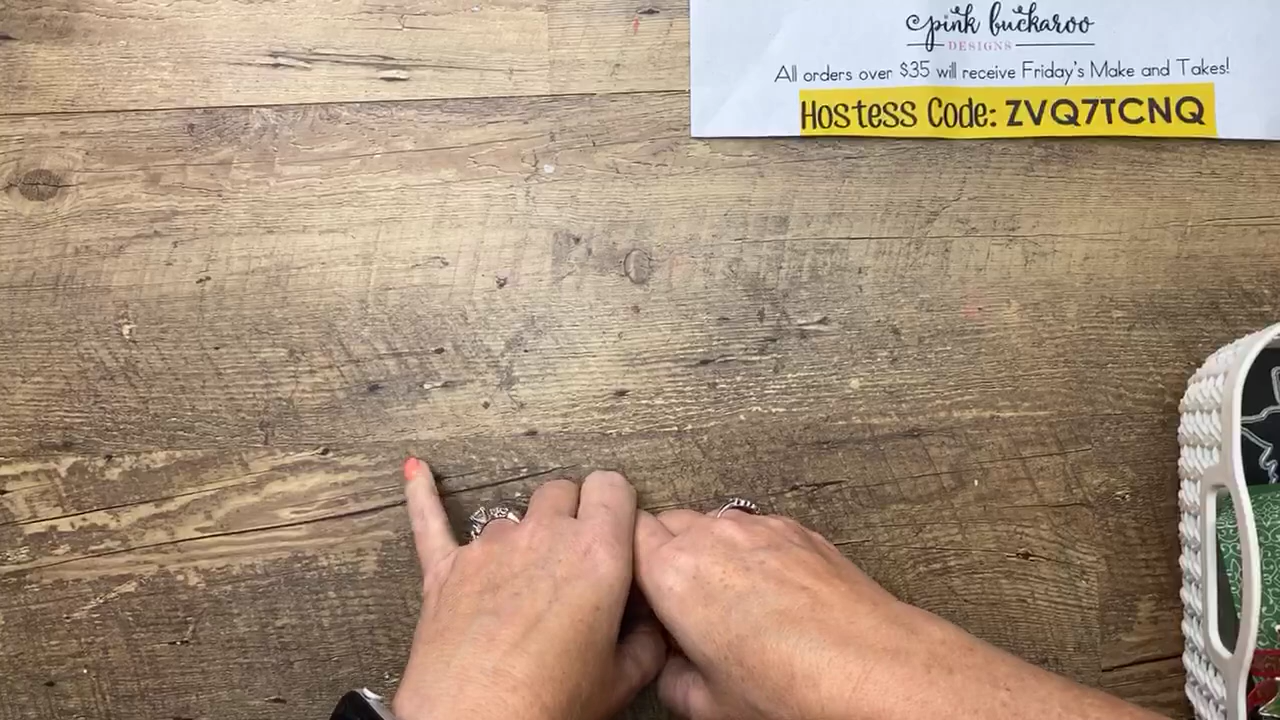 pink buckaroo
DESIGNS
All orders over $35 will receive Friday's Make and Takes!
Hostess Code: ZVQ7TCNQ